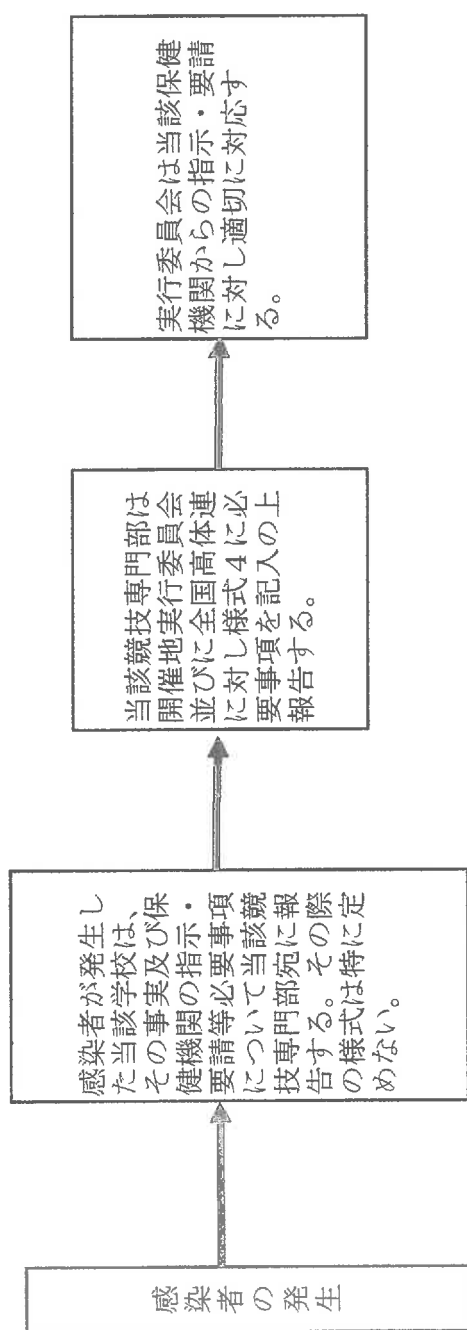 感染者の発生
感染者が発生し
た当該学校は、
その事実及び保
健機関の指示・
要請等必要事項
について当該競
技専門部宛に報
告する。その際
の様式は特に定
めない。
当該競技専門部は
開催地実行委員会
並びに全国高体連
に対し様式４に必
要事項を記入の上
報告する。
実行委員会は当該保健
機関からの指示・要請
に対し適切に対応す
る。